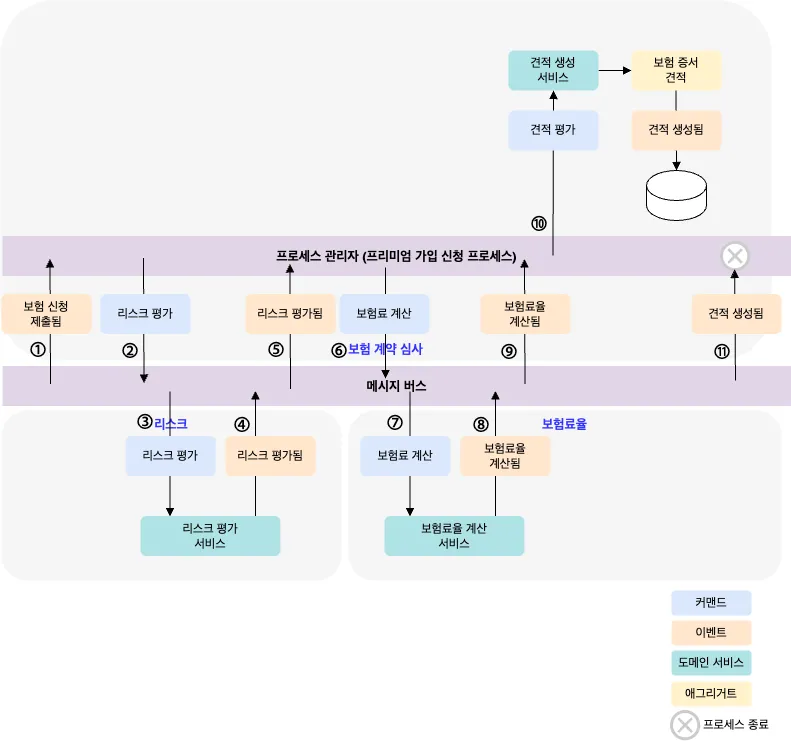 견적 생성
서비스
보험 증서
견적
견적 평가
견적 생성됨
⑩
프로세스 관리자 (프리미엄 가입 신청 프로세스)
보험 신청
제출됨
리스크 평가
리스크 평가됨
보험료 계산
보험료율
계산됨
견적 생성됨
①
②
⑤
⑥
보험 계약 심사
⑨
⑪
메시지 버스
③
리스크
④
⑦
⑧
보험료율
리스크 평가
리스크 평가됨
보험료 계산
보험료율
계산됨
리스크 평가
서비스
보험료율 계산
서비스
커맨드
이벤트
도메인 서비스
애그리거트
프로세스 종료